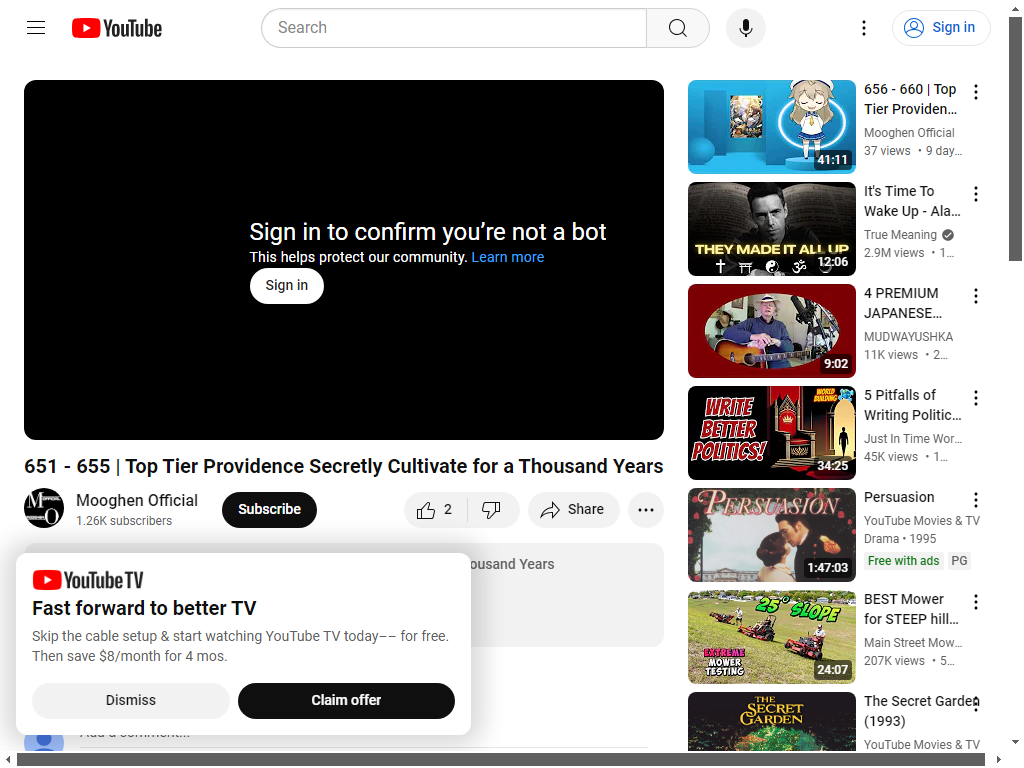 YouTube
Search
Sign in
Sign in to confirm you’re not a bot
This helps protect our community. Learn more
Sign in
651 - 655 | Top Tier Providence Secretly Cultivate for a Thousand Years
Mooghen Official
1.26K subscribers
Subscribe
2
Share
ousand Years
YouTube TV
Fast forward to better TV
Skip the cable setup & start watching YouTube TV today–– for free.
Then save $8/month for 4 mos.
Dismiss
Claim offer
Add a comment...
41:11
656 - 660 | Top
Tier Providen...
Mooghen Official
37 views • 9 day...
THEY MADE IT ALL UP
12:06
It's Time To
Wake Up - Ala...
True Meaning
2.9M views • 1...
9:02
4 PREMIUM
JAPANESE...
MUDWAYUSHKA
11K views • 2...
WORLD
BUILDING
WRITE
BETTER
POLITICS!
34:25
5 Pitfalls of
Writing Politic...
Just In Time Wor...
45K views • 1...
PERSUASION
1:47:03
Persuasion
YouTube Movies & TV
Drama • 1995
Free with ads
PG
25° SLOPE
EXTREME
MOWER
TESTING
24:07
BEST Mower
for STEEP hill...
Main Street Mow...
207K views • 5...
THE
SECRET
GARDEN
The Secret Garden
(1993)
YouTube Movies & TV